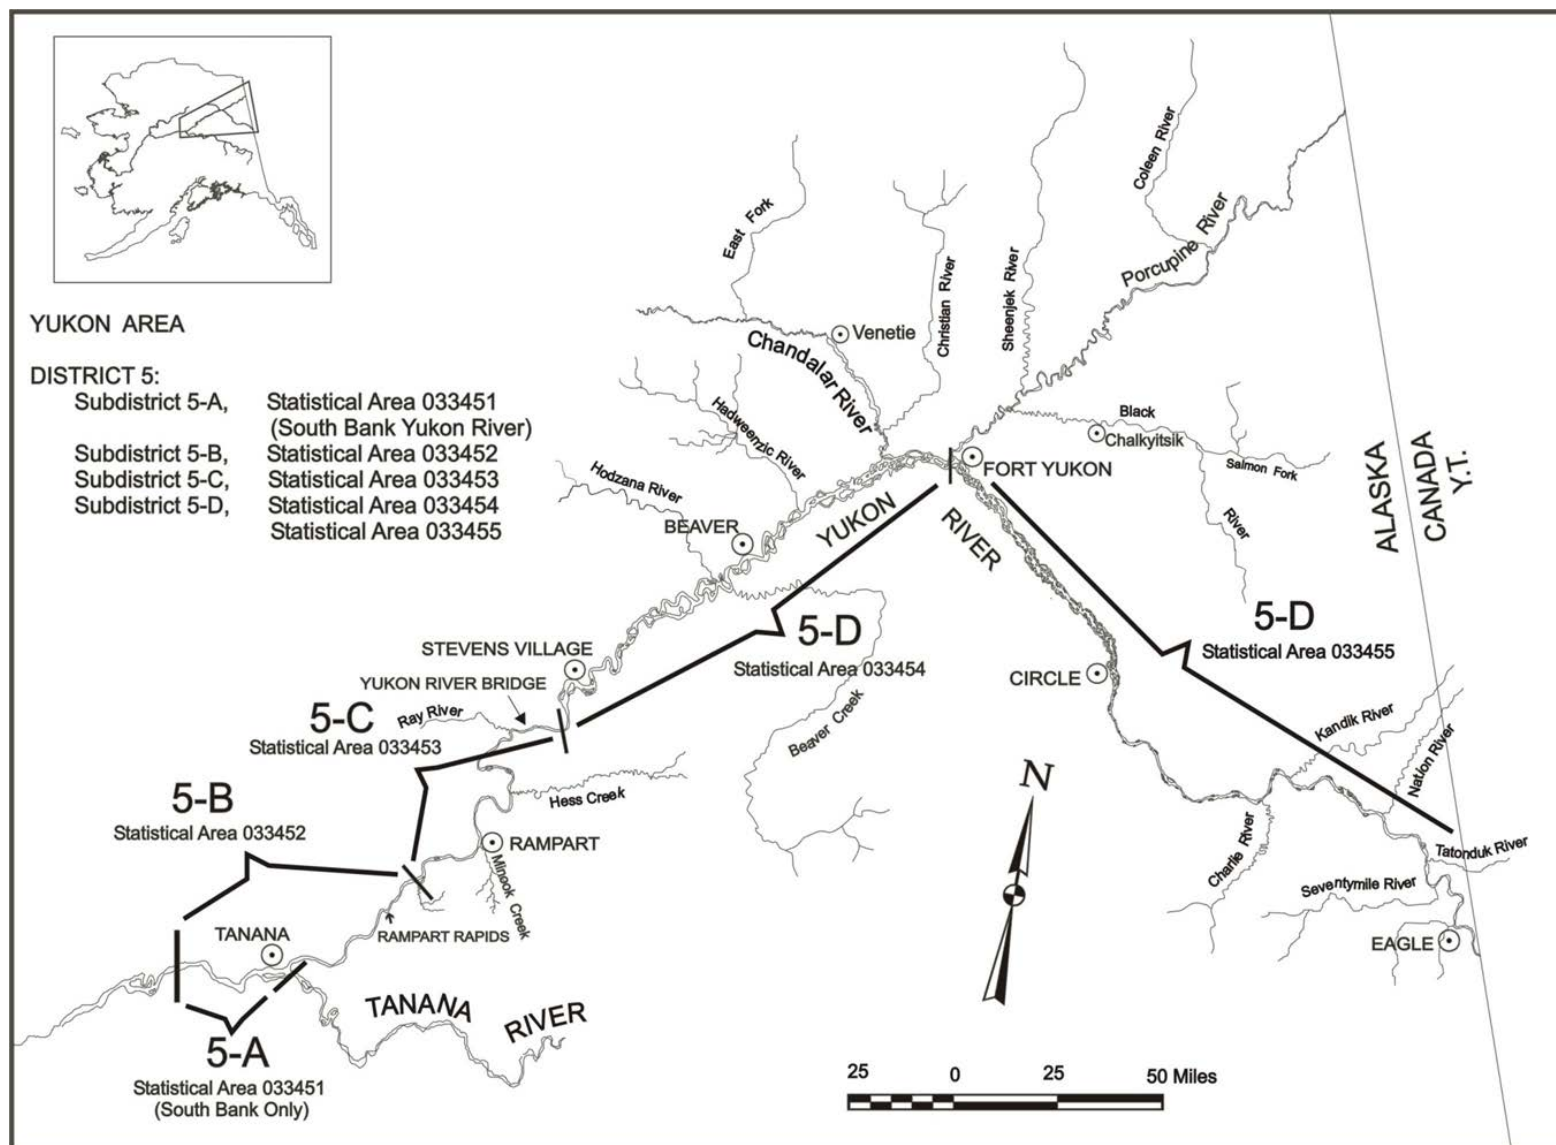 YUKON AREA
DISTRICT 5:
Subdistrict 5-A, Statistical Area 033451
(South Bank Yukon River)
Subdistrict 5-B, Statistical Area 033452
Subdistrict 5-C, Statistical Area 033453
Subdistrict 5-D, Statistical Area 033454
Statistical Area 033455
East Fork
Venetie
Chandalar River
Christian River
Sheenjek River
Coleen River
Porcupine River
Hadweenzic River
Hodzana River
BEAVER
Black
River
Chalkyitsik
Salmon Fork
FORT YUKON
YUKON
RIVER
ALASKA
CANADA
Y.T.
5-D
Statistical Area 033454
5-D
Statistical Area 033455
STEVENS VILLAGE
YUKON RIVER BRIDGE
Ray River
5-C
Statistical Area 033453
Beaver Creek
CIRCLE
Kandik River
Nation River
Hess Creek
5-B
Statistical Area 033452
RAMPART
Minook Creek
RAMPART RAPIDS
N
Charlie River
Tatonduk River
Seventymile River
EAGLE
TANANA
TANANA
RIVER
5-A
Statistical Area 033451
(South Bank Only)
25 0 25 50 Miles